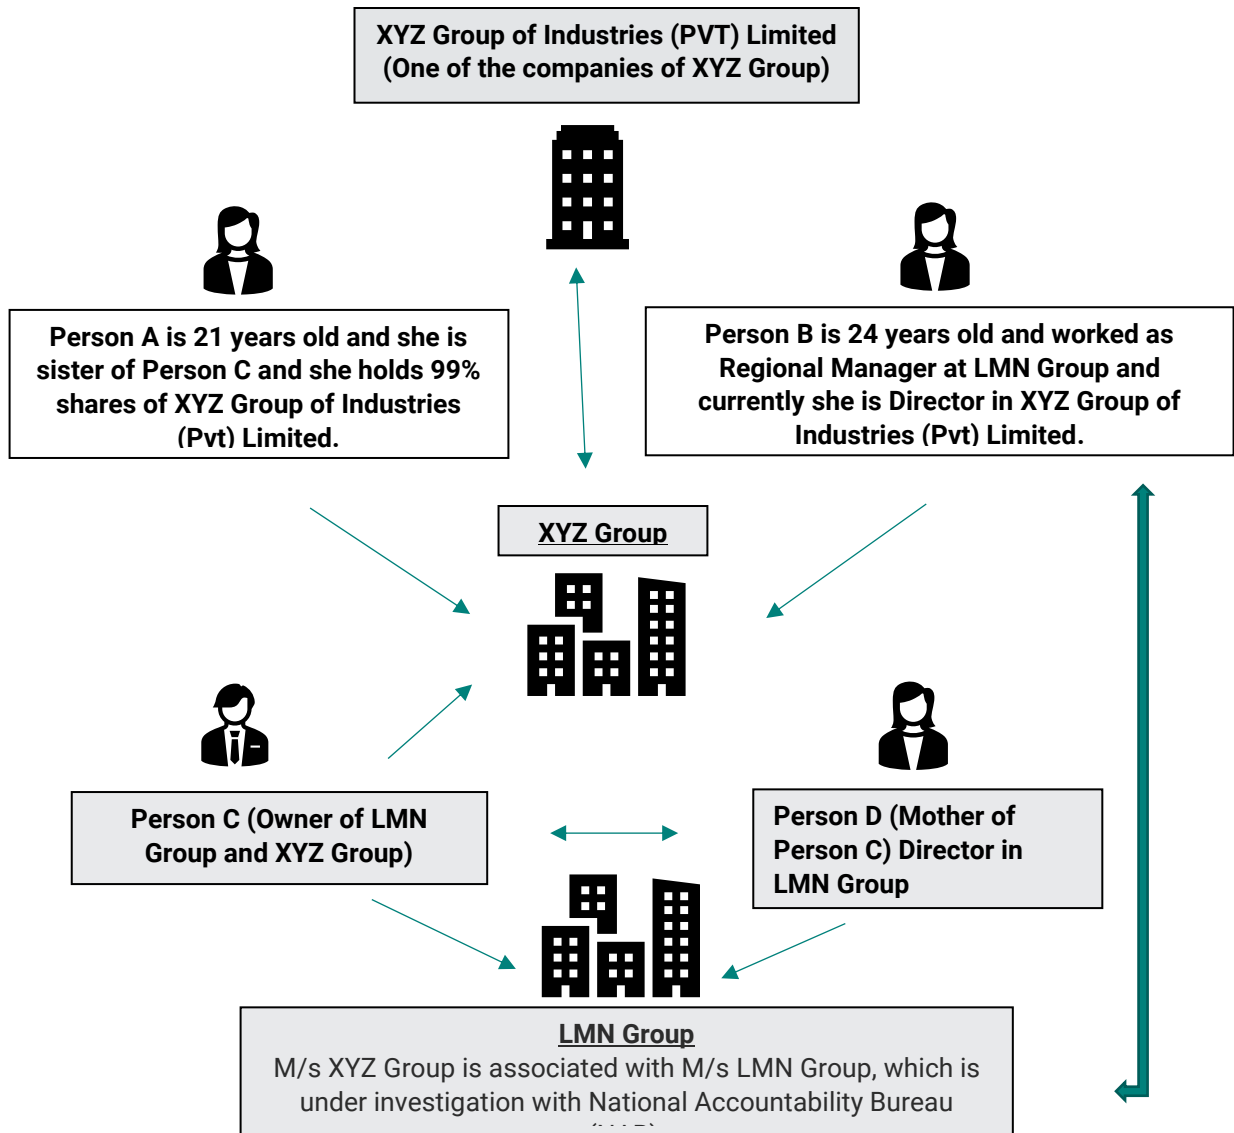 XYZ Group of Industries (PVT) Limited
(One of the companies of XYZ Group)
Person A is 21 years old and she is
sister of Person C and she holds 99%
shares of XYZ Group of Industries
(Pvt) Limited.
Person B is 24 years old and worked as
Regional Manager at LMN Group and
currently she is Director in XYZ Group of
Industries (Pvt) Limited.
XYZ Group
Person C (Owner of LMN
Group and XYZ Group)
Person D (Mother of
Person C) Director in
LMN Group
LMN Group
M/s XYZ Group is associated with M/s LMN Group, which is
under investigation with National Accountability Bureau